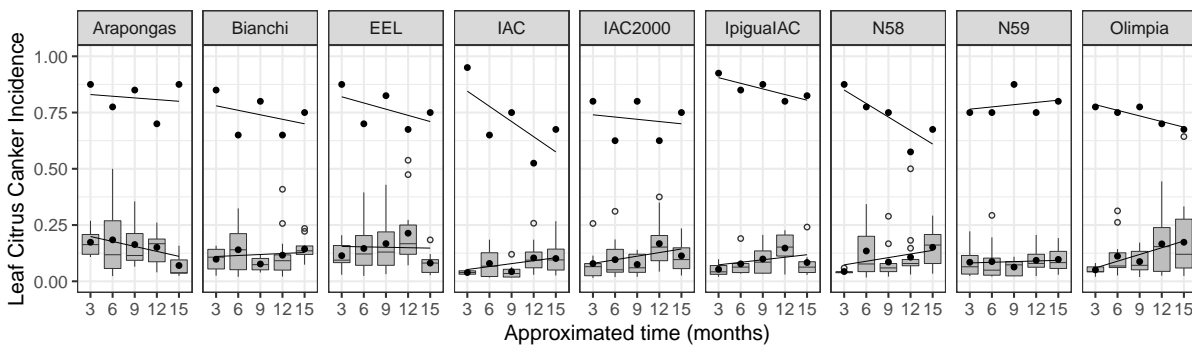 Arapongas Bianchi EEL IAC IAC2000 IpiguaIAC N58 N59 Olimpia
Leaf Citrus Canker Incidence
1.00
0.75
0.50
0.25
0.00
3 6 9 12 15 3 6 9 12 15 3 6 9 12 15 3 6 9 12 15 3 6 9 12 15 3 6 9 12 15 3 6 9 12 15 3 6 9 12 15 3 6 9 12 15
Approximated time (months)